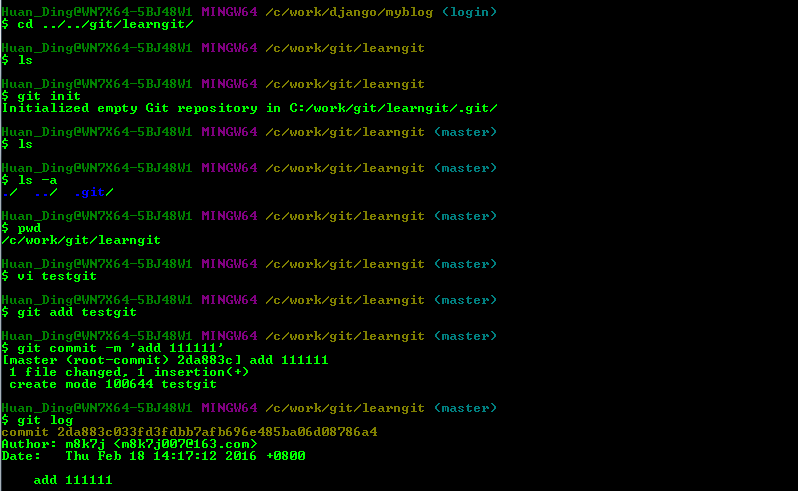 Huan_Ding@WN7X64-5BJ48W1 MINGW64 /c/work/django/myblog (login)
$ cd ../../git/learngit/
Huan_Ding@WN7X64-5BJ48W1 MINGW64 /c/work/git/learngit
$ ls
Huan_Ding@WN7X64-5BJ48W1 MINGW64 /c/work/git/learngit
$ git init
Initialized empty Git repository in C:/work/git/learngit/.git/
Huan_Ding@WN7X64-5BJ48W1 MINGW64 /c/work/git/learngit (master)
$ ls
Huan_Ding@WN7X64-5BJ48W1 MINGW64 /c/work/git/learngit (master)
$ ls -a
./  ../  .git/
Huan_Ding@WN7X64-5BJ48W1 MINGW64 /c/work/git/learngit (master)
$ pwd
/c/work/git/learngit
Huan_Ding@WN7X64-5BJ48W1 MINGW64 /c/work/git/learngit (master)
$ vi testgit
Huan_Ding@WN7X64-5BJ48W1 MINGW64 /c/work/git/learngit (master)
$ git add testgit
Huan_Ding@WN7X64-5BJ48W1 MINGW64 /c/work/git/learngit (master)
$ git commit -m 'add 111111'
[master (root-commit) 2da883c] add 111111
 1 file changed, 1 insertion(+)
 create mode 100644 testgit
Huan_Ding@WN7X64-5BJ48W1 MINGW64 /c/work/git/learngit (master)
$ git log
commit 2da883c033fd3fdbb7afb696e485ba06d08786a4
Author: m8k7j <m8k7j007@163.com>
Date:   Thu Feb 18 14:17:12 2016 +0800
    add 111111